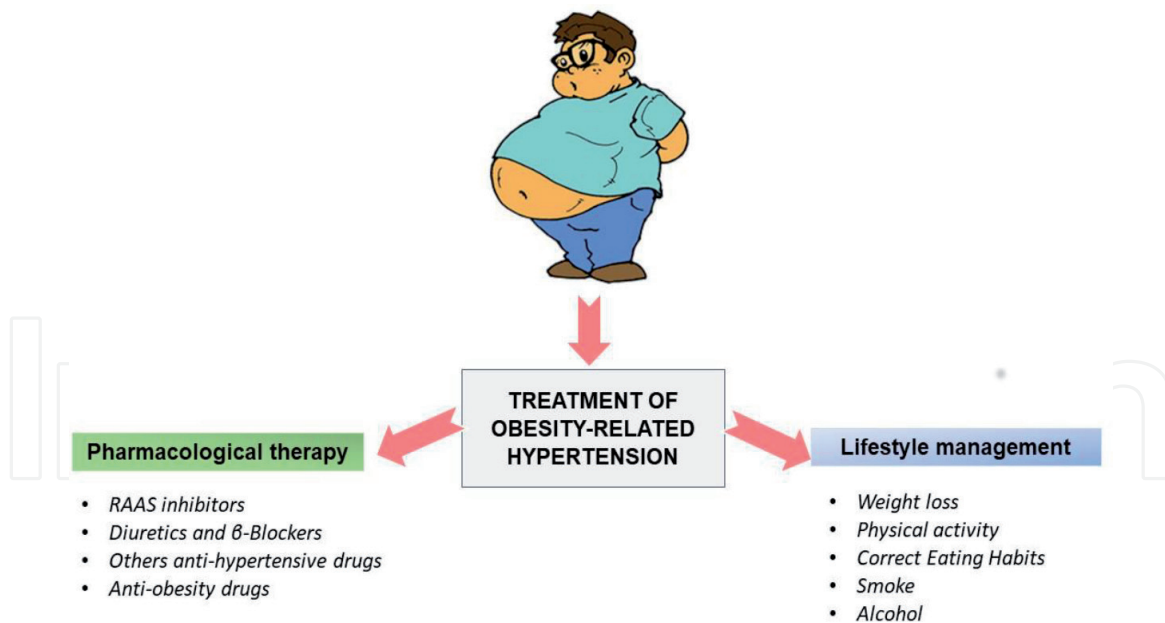 TREATMENT OF
OBESITY-RELATED
HYPERTENSION
Pharmacological therapy
• RAAS inhibitors
• Diuretics and β-Blockers
• Others anti-hypertensive drugs
• Anti-obesity drugs
Lifestyle management
• Weight loss
• Physical activity
• Correct Eating Habits
• Smoke
• Alcohol